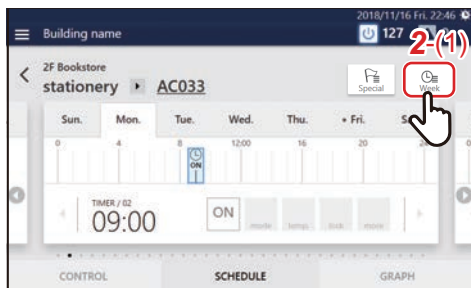 2018/11/16 Fri. 22:46
Building name
127
2-(1)
2F Bookstore
stationery AC033
Special
Week
Sun. Mon. Tue. Wed. Thu. • Fri. S
0 4 8 12:00 16 20 24
ON
TIMER / 02
09:00
ON mode temp. lock more
CONTROL SCHEDULE GRAPH